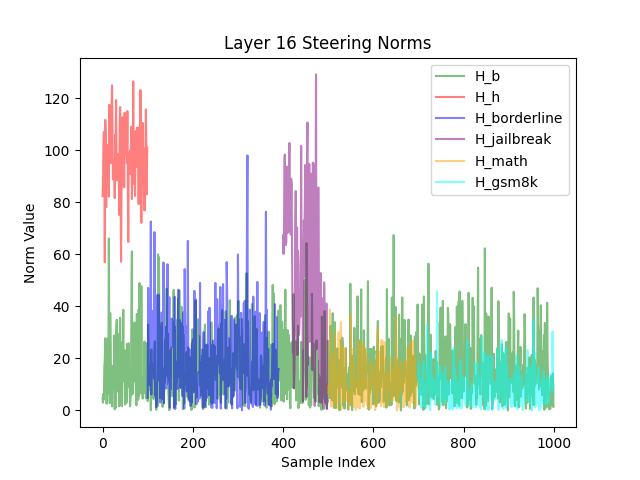 Layer 16 Steering Norms
H_b
H_h
H_borderline
H_jailbreak
H_math
H_gsm8k
Norm Value
120
100
80
60
40
20
0
0
200
400
600
800
1000
Sample Index